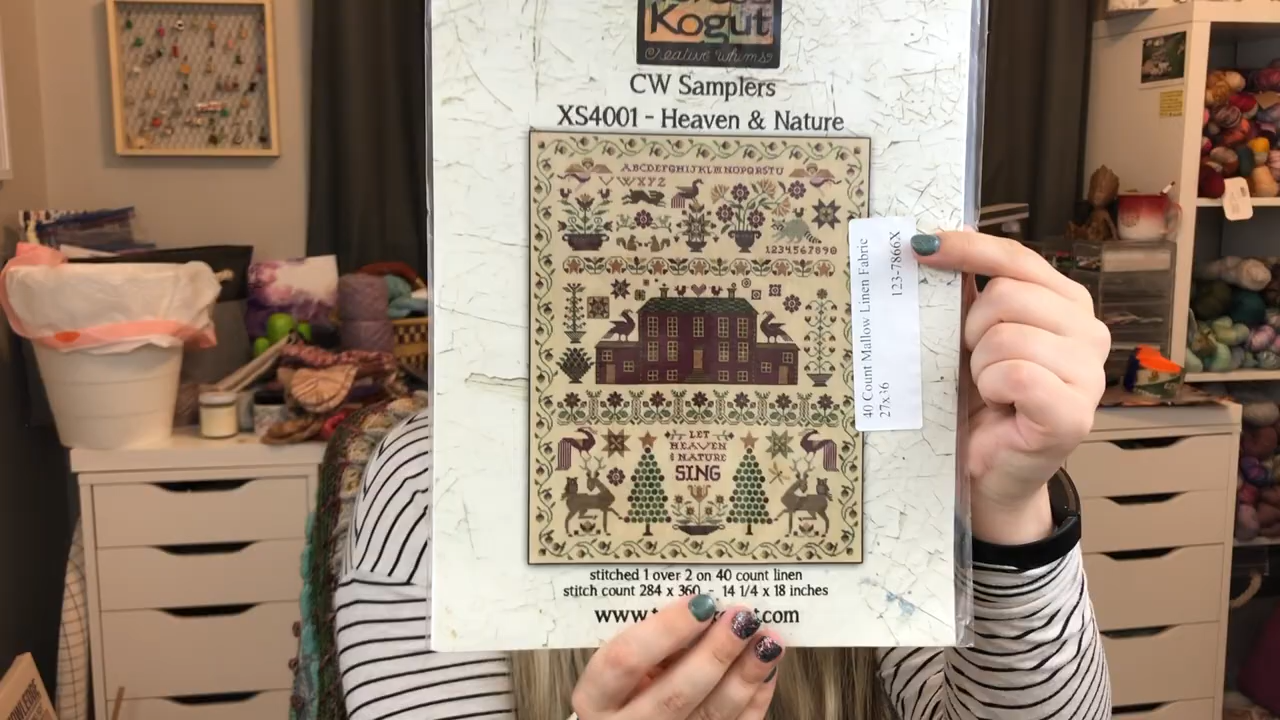 Kogut
Creative Whims
CW Samplers
XS4001 - Heaven & Nature
ABCDEFGHIJKLMNOPQRSTU
VWXYZ
1234567890
LET
HEAVEN
& NATURE
SING
40 Count Mallow Linen Fabric
123-7866X
27x36
stitched 1 over 2 on 40 count linen
stitch count 284 x 360 - 14 1/4 x 18 inches